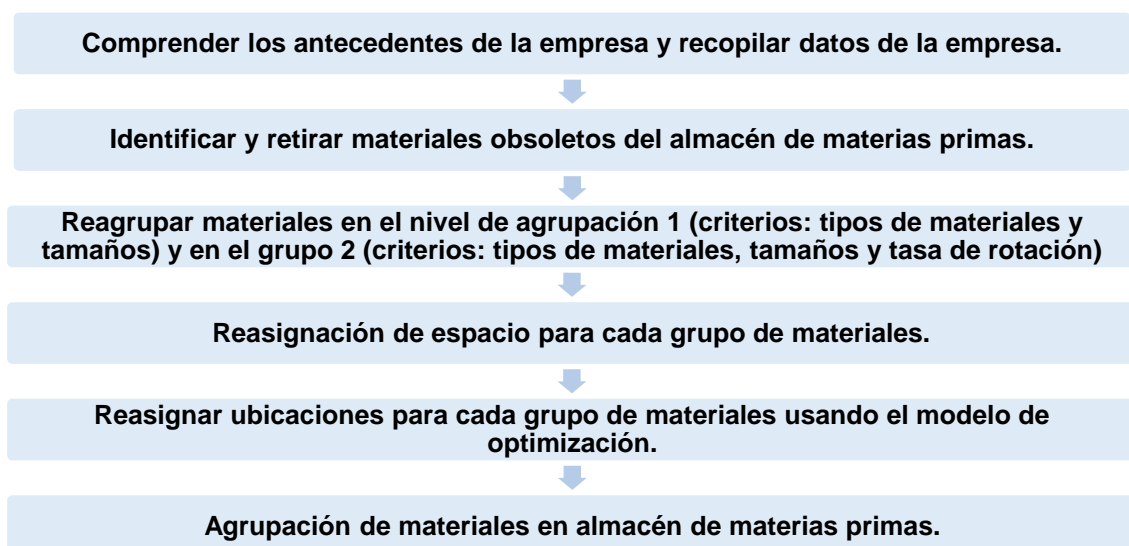 Comprender los antecedentes de la empresa y recopilar datos de la empresa.
Identificar y retirar materiales obsoletos del almacén de materias primas.
Reagrupar materiales en el nivel de agrupación 1 (criterios: tipos de materiales y
tamaños) y en el grupo 2 (criterios: tipos de materiales, tamaños y tasa de rotación)
Reasignación de espacio para cada grupo de materiales.
Reasignar ubicaciones para cada grupo de materiales usando el modelo de
optimización.
Agrupación de materiales en almacén de materias primas.